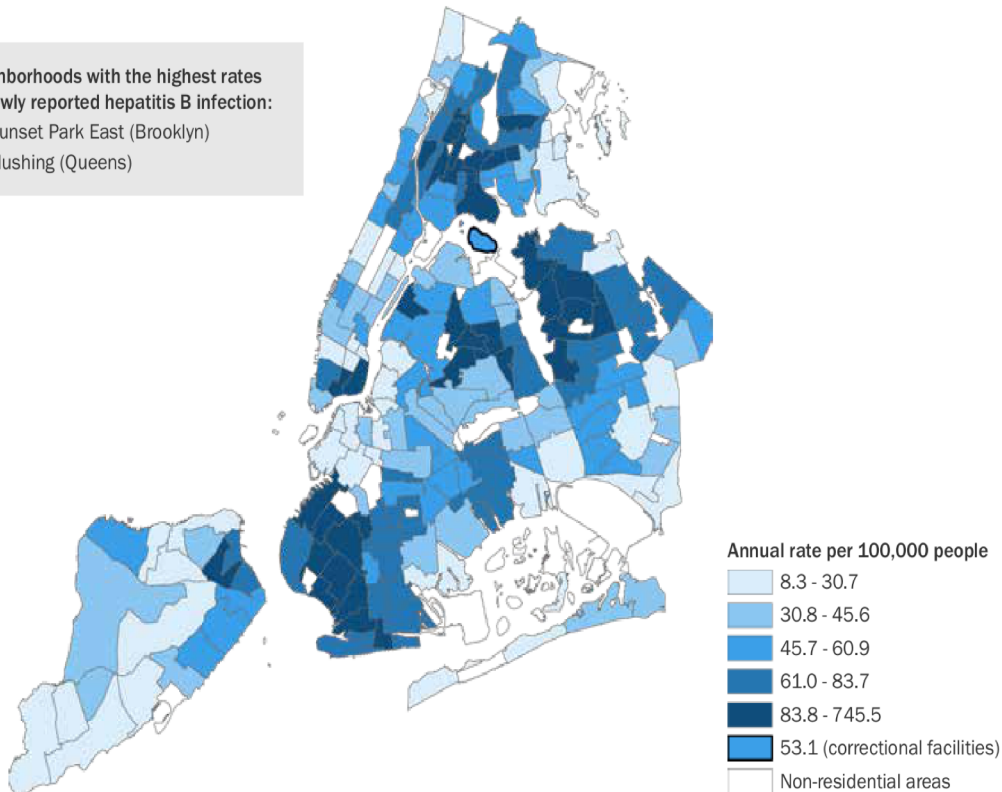 nborhoods with the highest rates
wly reported hepatitis B infection:
unset Park East (Brooklyn)
lushing (Queens)
Annual rate per 100,000 people
8.3 - 30.7
30.8 - 45.6
45.7 - 60.9
61.0 - 83.7
83.8 - 745.5
53.1 (correctional facilities)
Non-residential areas